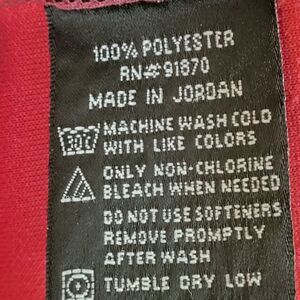 100% POLYESTER
RN#91870
MADE IN JORDAN
30C MACHINE WASH COLD
WITH LIKE COLORS
ONLY NON-CHLORINE
BLEACH WHEN NEEDED
DO NOT USE SOFTENERS
REMOVE PROMPTLY
AFTER WASH
TUMBLE DRY LOW